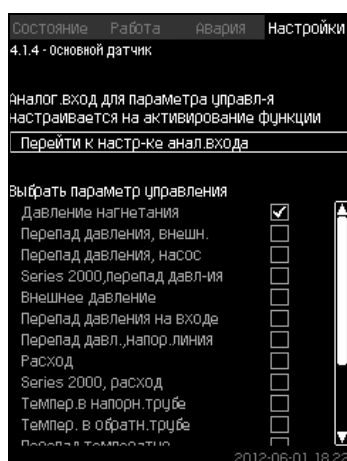 Состояние Работа Авария Настройки
4.1.4 - Основной датчик
Аналог.вход для параметра управл-я
настраивается на активирование функции
Перейти к настр-ке анал.входа
Выбрать параметр управления
Давление нагнетания
Перепад давления, внешн.
Перепад давления, насос
Series 2000,перепад давл-ия
Внешнее давление
Перепад давления на входе
Перепад давл.,напор.линия
Расход
Series 2000, расход
Темпер.в напорн.трубе
Темпер. в обратн.трубе
Перепад температур
2012-06-01 18:22